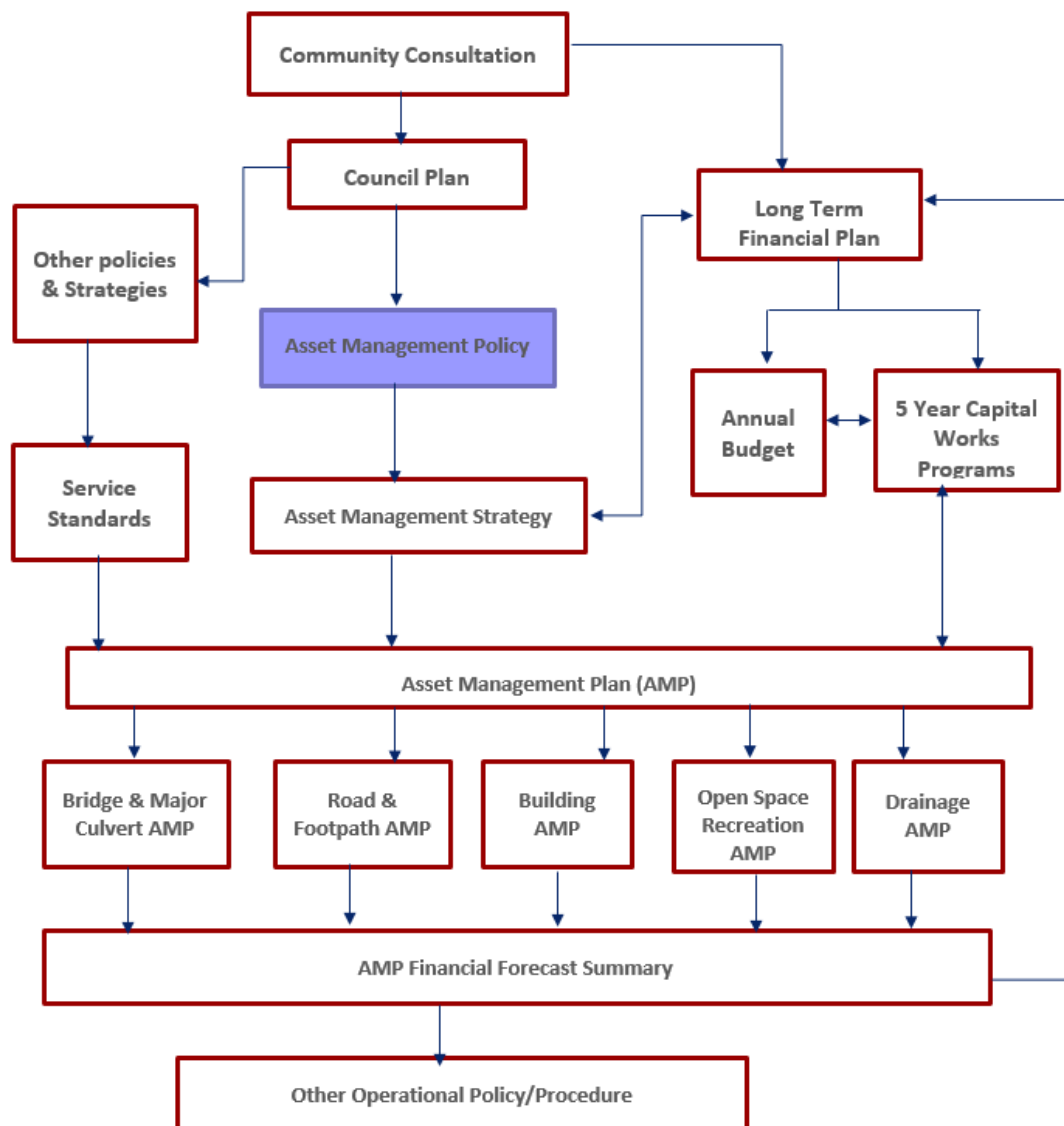 Community Consultation
Council Plan
Long Term
Financial Plan
Other policies
& Strategies
Asset Management Policy
Annual
Budget
5 Year Capital
Works
Programs
Service
Standards
Asset Management Strategy
Asset Management Plan (AMP)
Bridge & Major
Culvert AMP
Road &
Footpath AMP
Building
AMP
Open Space
Recreation
AMP
Drainage
AMP
AMP Financial Forecast Summary
Other Operational Policy/Procedure